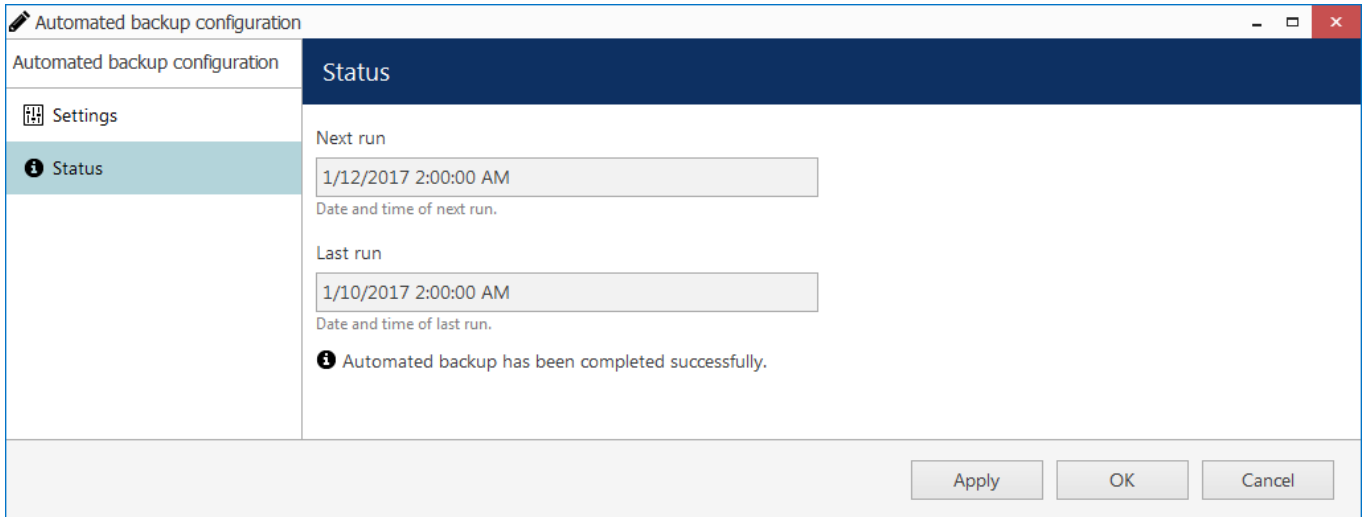 Automated backup configuration
Automated backup configuration
Settings
Status
Status
Next run
1/12/2017 2:00:00 AM
Date and time of next run.
Last run
1/10/2017 2:00:00 AM
Date and time of last run.
Automated backup has been completed successfully.
Apply OK Cancel